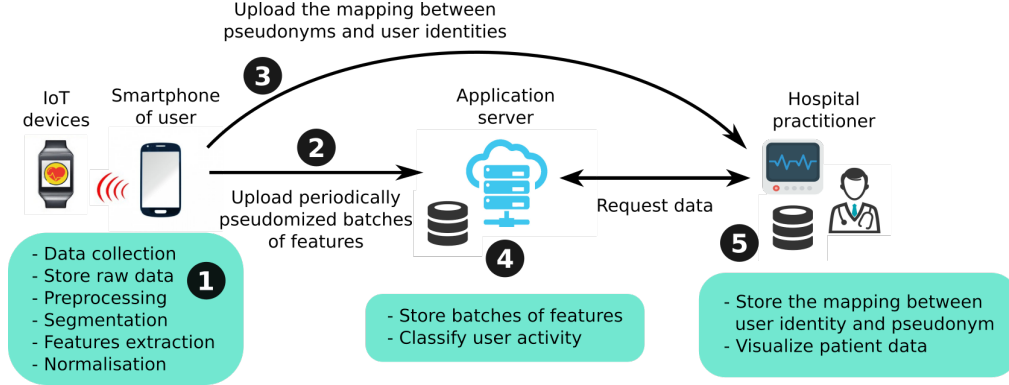 Upload the mapping between
pseudonyms and user identities
3
IoT
devices
Smartphone
of user
Application
server
Hospital
practitioner
2
Upload periodically
pseudomized batches
of features
Request data
1
- Data collection
- Store raw data
- Preprocessing
- Segmentation
- Features extraction
- Normalisation
4
- Store batches of features
- Classify user activity
5
- Store the mapping between
user identity and pseudonym
- Visualize patient data